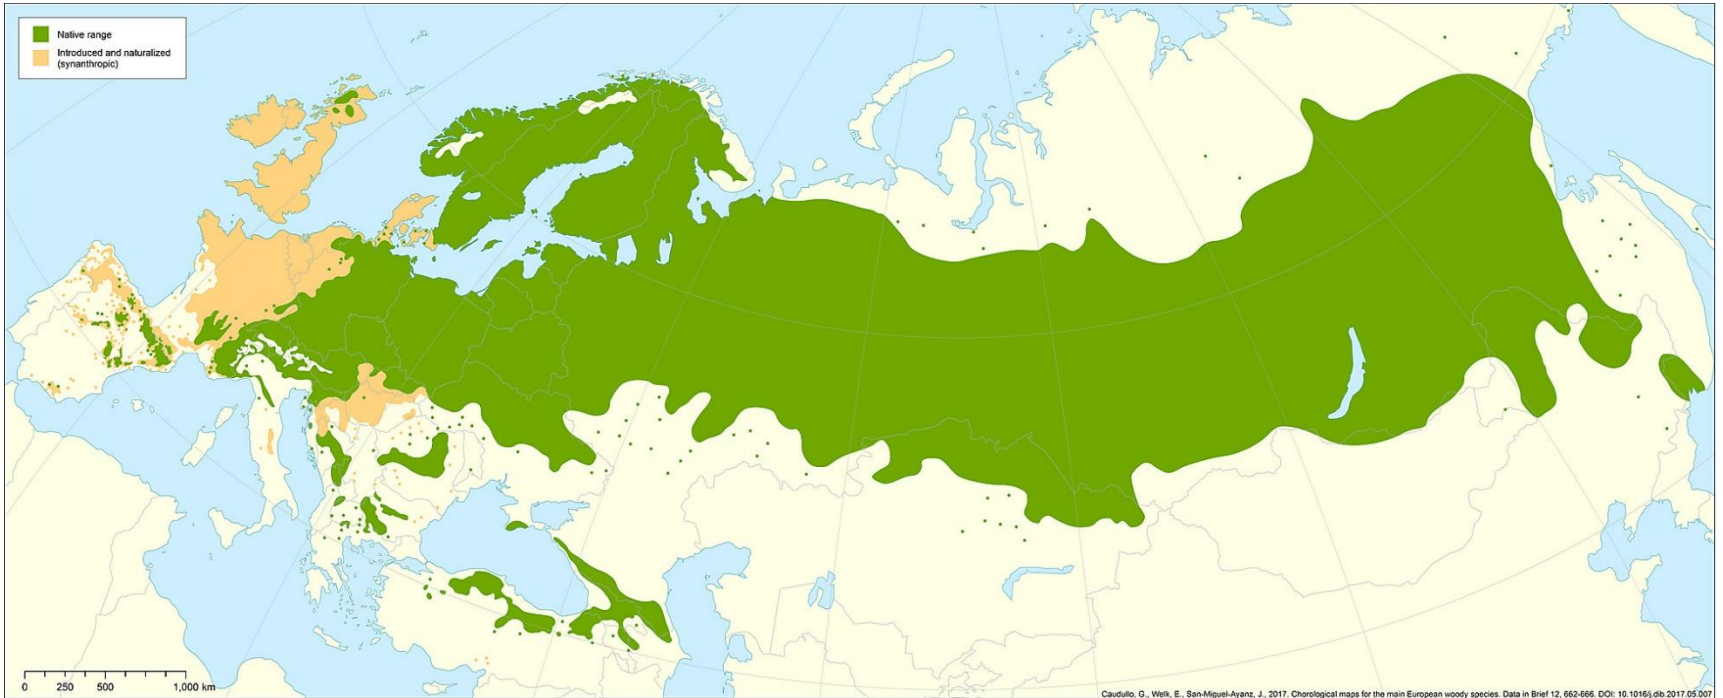 Native range
Introduced and naturalized
(synanthropic)
0 250 500 1,000 km
Caudullo, G., Welk, E., San-Miguel-Ayanz, J., 2017. Chorological maps for the main European woody species. Data in Brief 12, 662-666. DOI: 10.1016/j.dib.2017.05.007